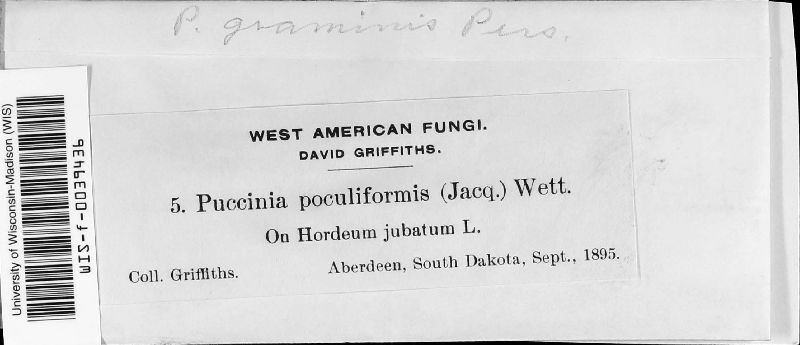 P. graminis Pers.
WEST AMERICAN FUNGI.
DAVID GRIFFITHS.
5. Puccinia poculiformis (Jacq.) Wett.
On Hordeum jubatum L.
Coll. Griffiths. Aberdeen, South Dakota, Sept., 1895.
University of Wisconsin-Madison (WIS)
WIS-f-0036436